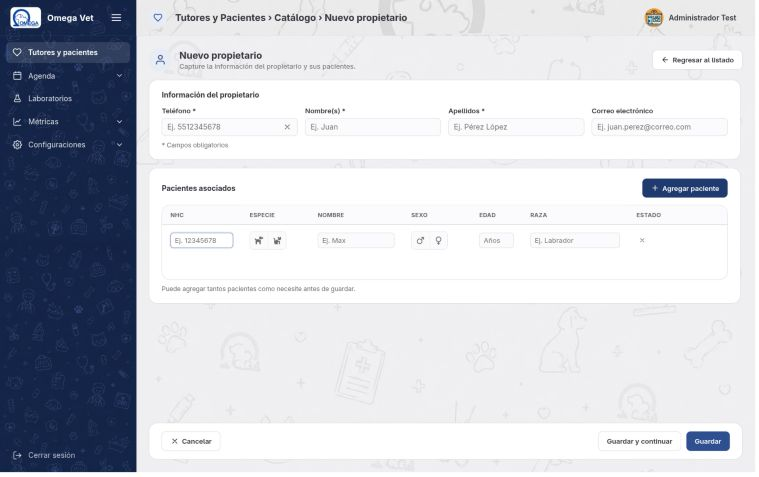 OMEGA
Omega Vet
Tutores y Pacientes › Catálogo › Nuevo propietario
Administrador Test
Tutores y pacientes
Agenda
Laboratorios
Métricas
Configuraciones
Cerrar sesión
Nuevo propietario
Capture la información del propietario y sus pacientes.
← Regresar al listado
Información del propietario
Teléfono * Nombre(s) * Apellidos * Correo electrónico
Ej. 5512345678 × Ej. Juan Ej. Pérez López Ej. juan.perez@correo.com
* Campos obligatorios
Pacientes asociados
+ Agregar paciente
NHC ESPECIE NOMBRE SEXO EDAD RAZA ESTADO
Ej. 12345678 Ej. Max ♂ ♀ Años Ej. Labrador ×
Puede agregar tantos pacientes como necesite antes de guardar.
× Cancelar
Guardar y continuar
Guardar